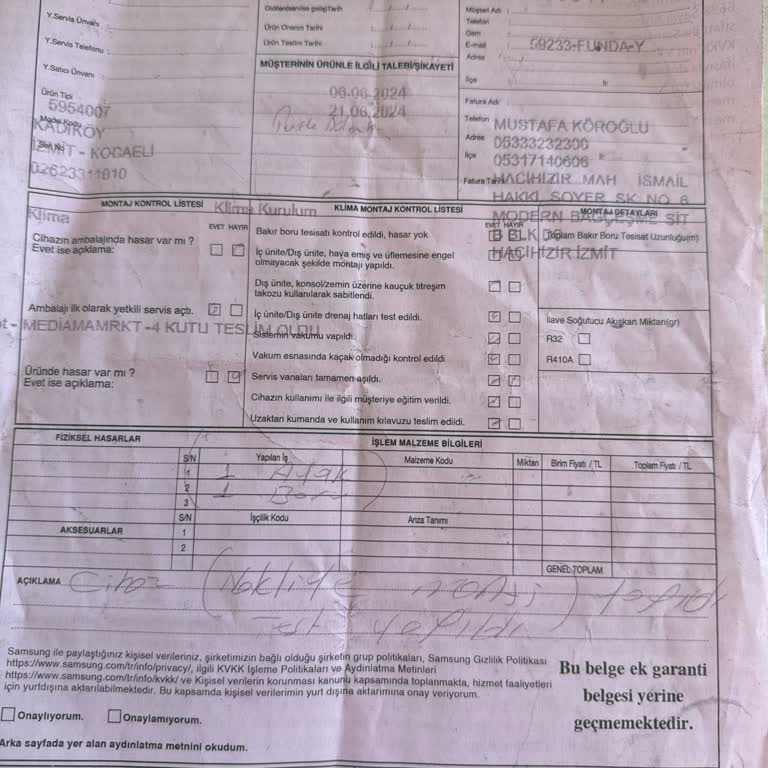 Y.Servis Ünvanı
Y.Servis Telefonu
Y.Satıcı Ünvanı
Ürün Tipi
5954007
Model Kodu
KADIKÖY
Seri No
İZMİT - KOCAELİ
02623311010
Ürün Onarım Tarihi
Ürün Teslim Tarihi
MÜŞTERİNİN ÜRÜNLE İLGİLİ TALEBİ/ŞİKAYETİ
06.06.2024
21.06.2024
Müşteri Adı :
Telefon
Gsm
E-mail
59233-FUNDA-Y
Adres
İlçe
İl:
Fatura Adı
Telefon
MUSTAFA KÖROĞLU
Adres
05333232300
İlçe
05317140606
Fatura Tarihi
HACIHIZIR MAH İSMAİL
HAKKI SOYER SK NO 6
MODERN BAHÇEŞME SİT
B BLK
HACIHIZIR İZMİT
MONTAJ KONTROL LİSTESİ
Klima
Klima Kurulum
EVET HAYIR
Cihazın ambalajında hasar var mı ?
Evet ise açıklama:
Ambalajı ilk olarak yetkili servis açtı.
- MEDIAMAMRKT -4 KUTU TESLİM OLDU
Üründe hasar var mı ?
Evet ise açıklama:
KLİMA MONTAJ KONTROL LİSTESİ
EVET HAYIR
Bakır boru tesisatı kontrol edildi, hasar yok.
İç ünite/Dış ünite, hava emiş ve üflemesine engel
olmayacak şekilde montajı yapıldı.
Dış ünite, konsol/zemin üzerine kauçuk titreşim
takozu kullanılarak sabitlendi.
İç ünite/Dış ünite drenaj hatları test edildi.
Sistemin vakumu yapıldı.
Vakum esnasında kaçak olmadığı kontrol edildi
Servis vanaları tamamen açıldı.
Cihazın kullanımı ile ilgili müşteriye eğitim verildi.
Uzaktan kumanda ve kullanım kılavuzu teslim edildi.
MONTAJ DETAYLARI
Toplam Bakır Boru Tesisat Uzunluğu(m)
İlave Soğutucu Akışkan Miktarı(gr)
R32
R410A
FİZİKSEL HASARLAR
İŞLEM MALZEME BİLGİLERİ
S/N
Yapılan İş
Malzeme Kodu
Miktarı
Birim Fiyatı / TL
Toplam Fiyatı / TL
1
1 Ayak
2
1 Boru
3
AKSESUARLAR
S/N
İşçilik Kodu
Arıza Tanımı
1
2
GENEL TOPLAM
AÇIKLAMA
Cihaz (Nakliye
yapıldı
Samsung ile paylaştığınız kişisel verileriniz, şirketimizin bağlı olduğu şirketin grup politikaları, Samsung Gizlilik Politikası
https://www.samsung.com/tr/info/privacy/, ilgili KVKK İşleme Politikaları ve Aydınlatma Metinleri
https://www.samsung.com/tr/info/kvkk/ ve Kişisel verilerin korunması kanunu kapsamında toplanmakta, hizmet faaliyetleri
için yurtdışına aktarılabilmektedir. Bu kapsamda kişisel verilerimin yurt dışına aktarımına onay veriyorum.
Onaylıyorum.
Onaylamıyorum.
Arka sayfada yer alan aydınlatma metnini okudum.
Bu belge ek garanti
belgesi yerine
geçmemektedir.